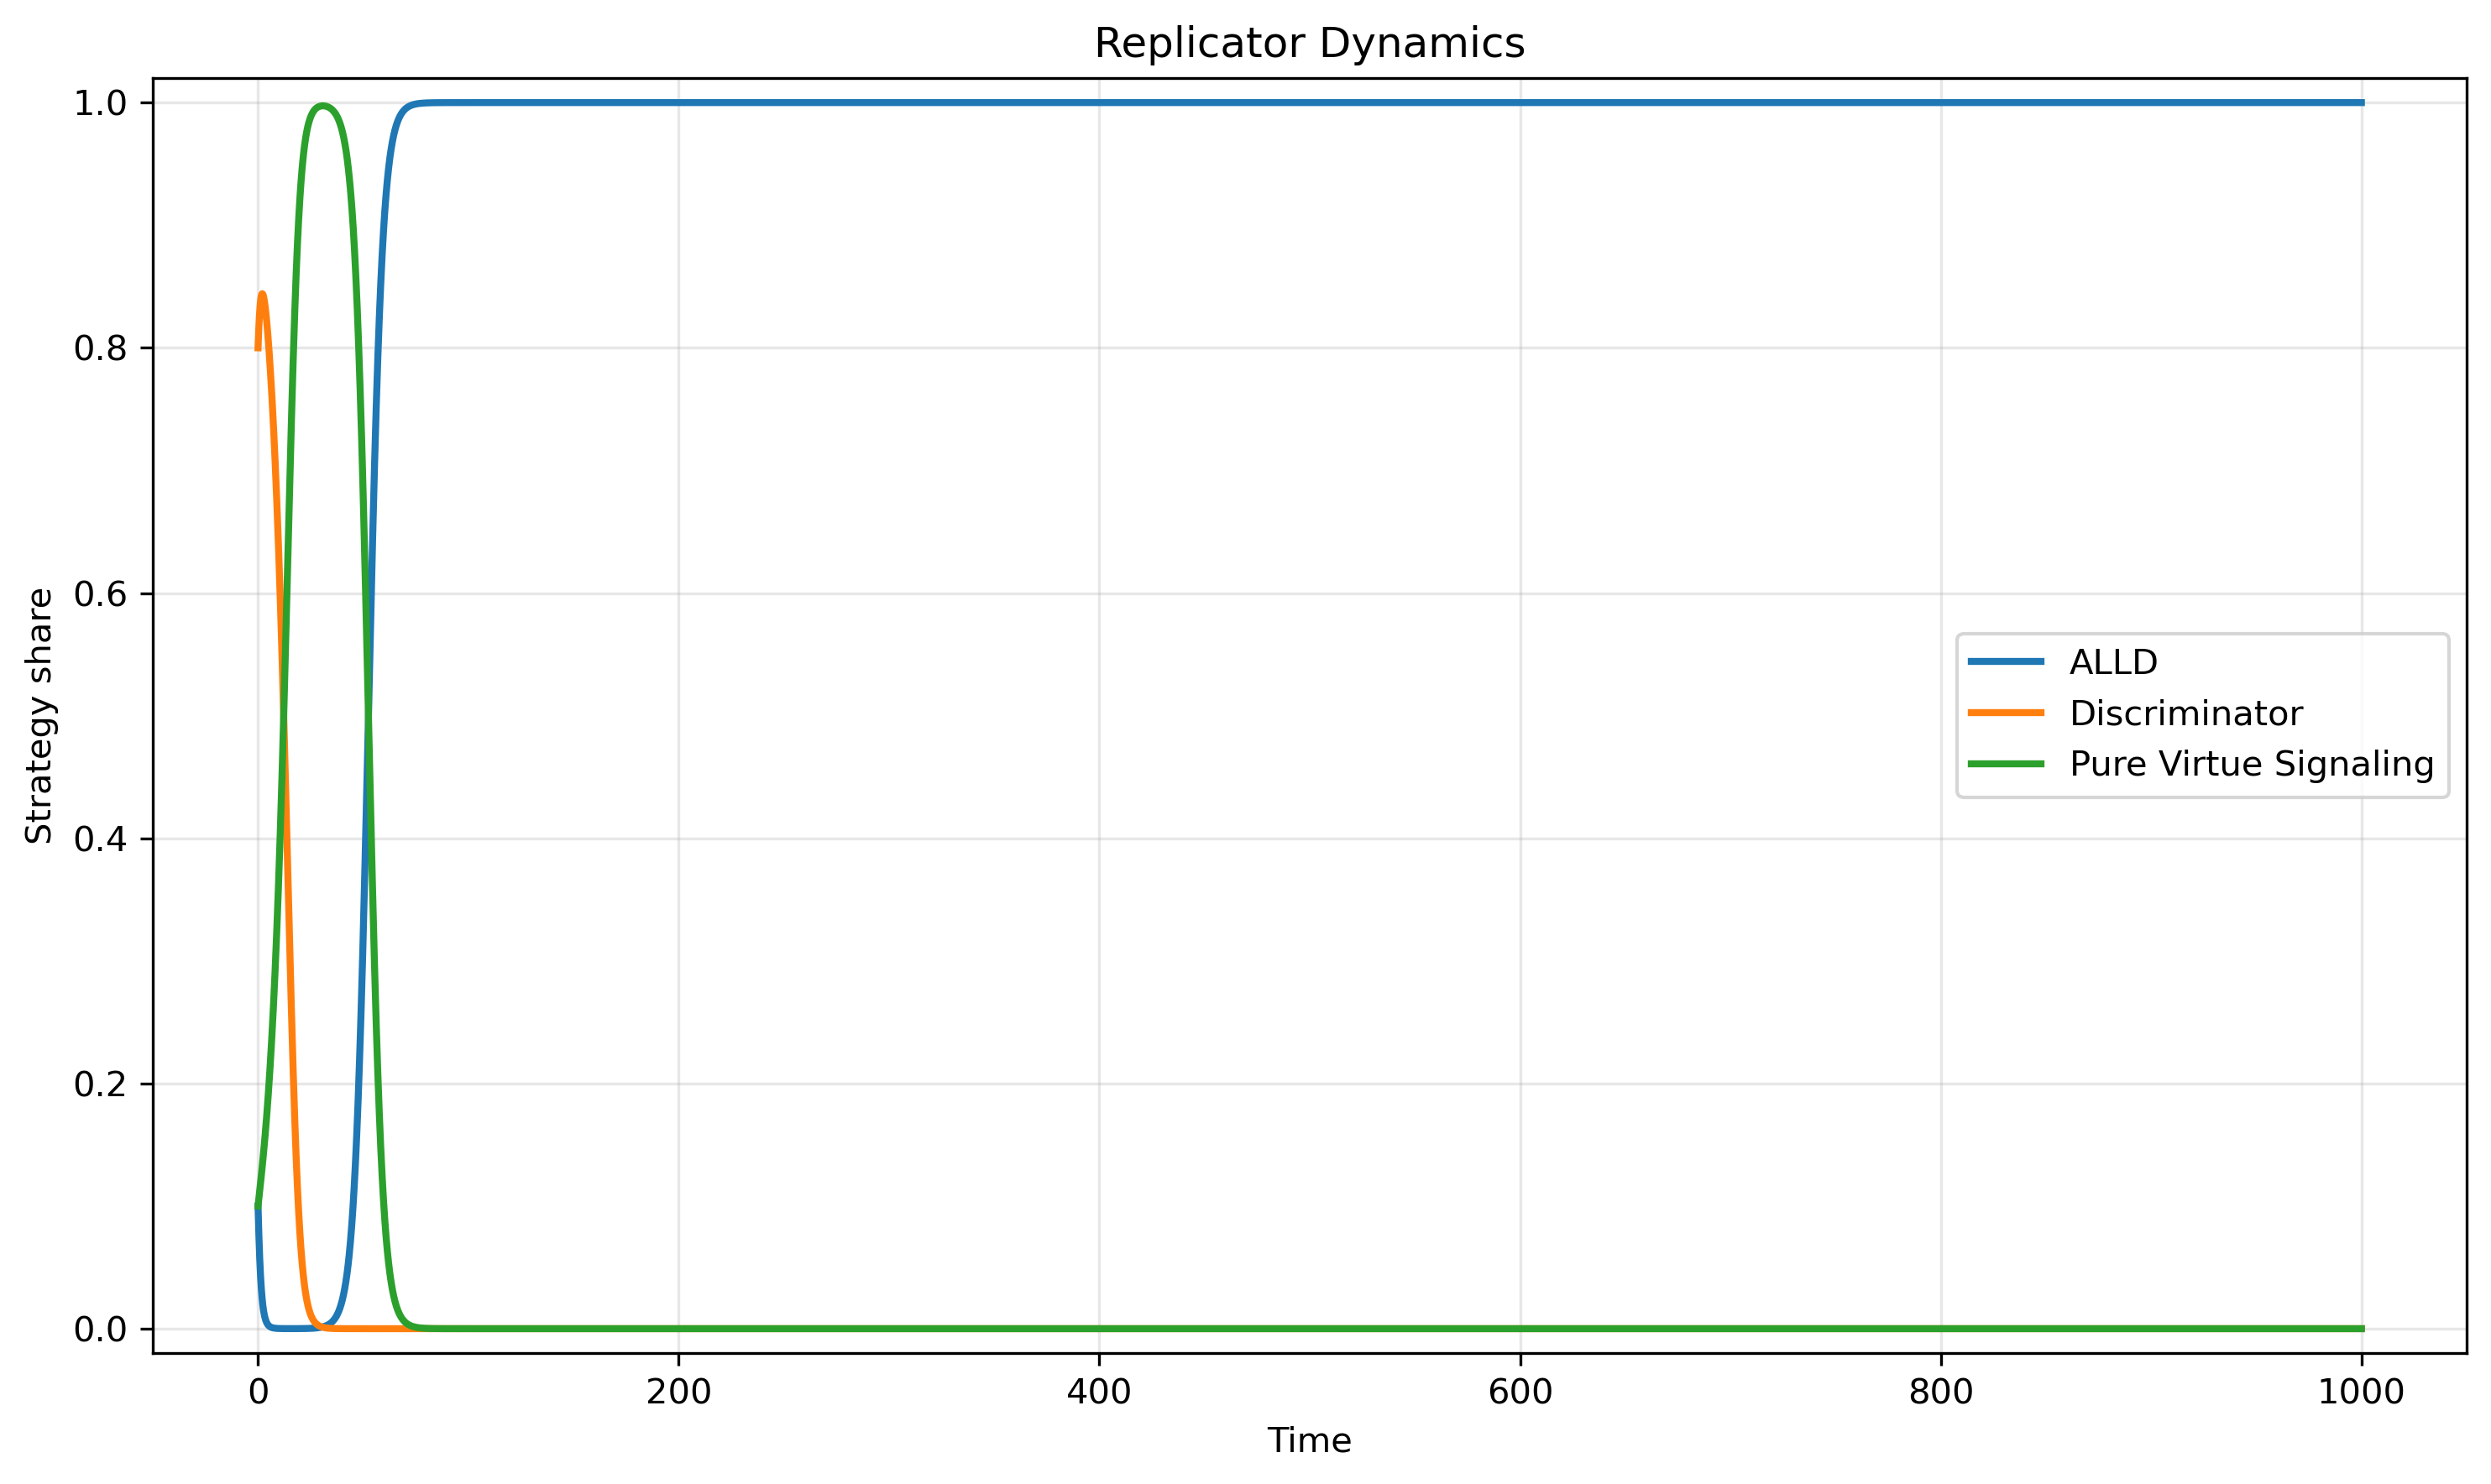 Replicator Dynamics
1.0
0.8
0.6
0.4
0.2
0.0
Strategy share
ALLD
Discriminator
Pure Virtue Signaling
0 200 400 600 800 1000
Time